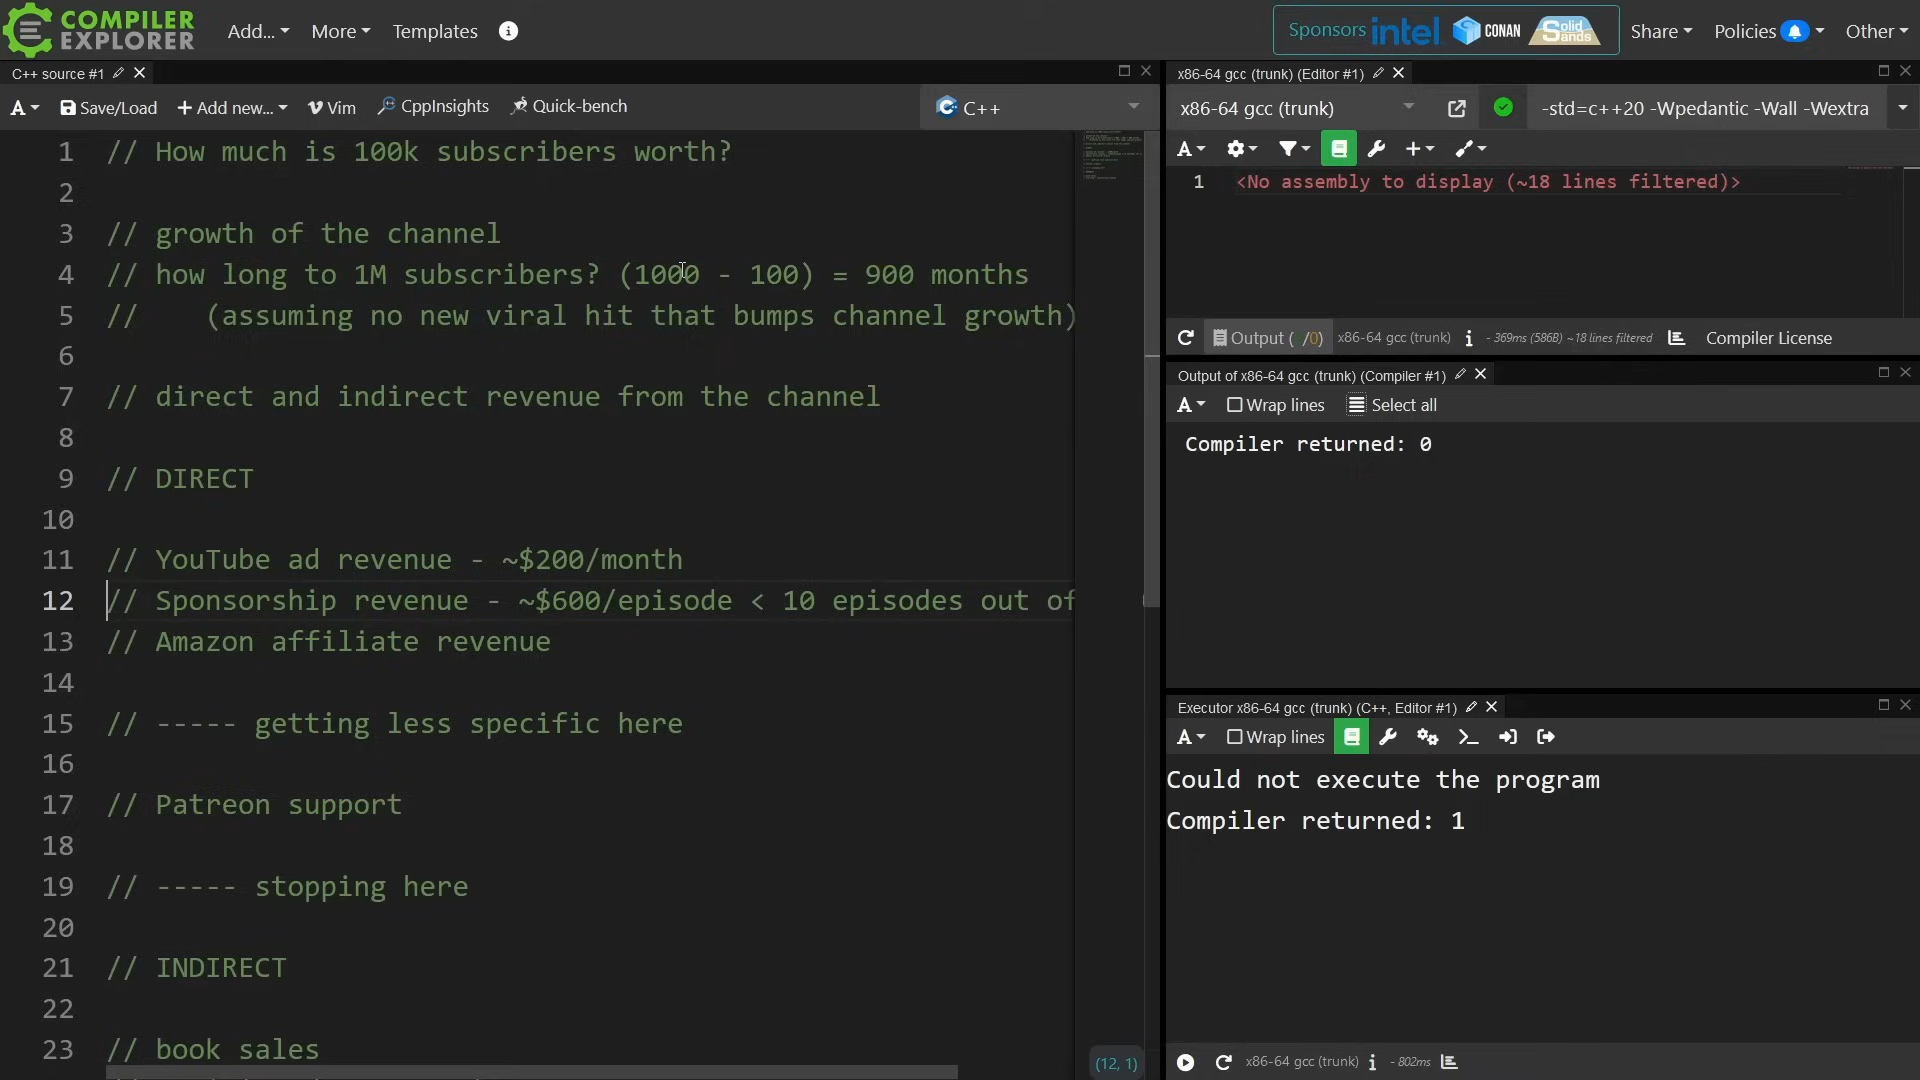 COMPILER EXPLORER
Add... More Templates
Sponsors intel CONAN Solid Sands Share Policies Other
C++ source #1
A Save/Load + Add new... Vim CppInsights Quick-bench C++
1 // How much is 100k subscribers worth?
2
3 // growth of the channel
4 // how long to 1M subscribers? (1000 - 100) = 900 months
5 // (assuming no new viral hit that bumps channel growth)
6
7 // direct and indirect revenue from the channel
8
9 // DIRECT
10
11 // YouTube ad revenue - ~$200/month
12 // Sponsorship revenue - ~$600/episode < 10 episodes out of
13 // Amazon affiliate revenue
14
15 // ----- getting less specific here
16
17 // Patreon support
18
19 // ----- stopping here
20
21 // INDIRECT
22
23 // book sales
(12, 1)
x86-64 gcc (trunk) (Editor #1)
x86-64 gcc (trunk) -std=c++20 -Wpedantic -Wall -Wextra
A
1 <No assembly to display (~18 lines filtered)>
Output ( /0) x86-64 gcc (trunk) i - 369ms (586B) ~18 lines filtered Compiler License
Output of x86-64 gcc (trunk) (Compiler #1)
A Wrap lines Select all
Compiler returned: 0
Executor x86-64 gcc (trunk) (C++, Editor #1)
A Wrap lines
Could not execute the program
Compiler returned: 1
x86-64 gcc (trunk) i - 802ms